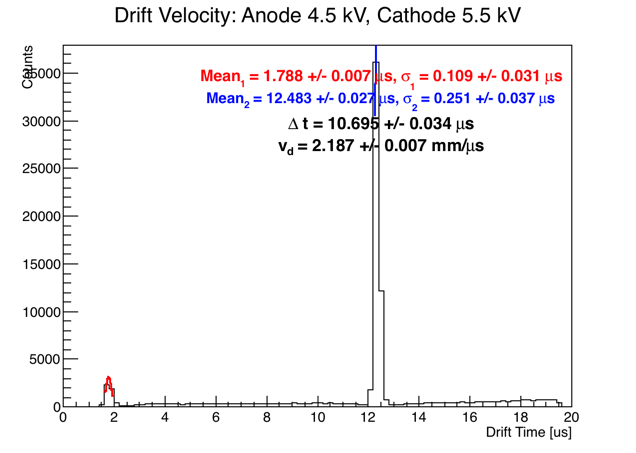 Drift Velocity: Anode 4.5 kV, Cathode 5.5 kV
Counts
35000
30000
25000
20000
15000
10000
5000
0
Mean1 = 1.788 +/- 0.007 μs, σ1 = 0.109 +/- 0.031 μs
Mean2 = 12.483 +/- 0.027 μs, σ2 = 0.251 +/- 0.037 μs
Δ t = 10.695 +/- 0.034 μs
vd = 2.187 +/- 0.007 mm/μs
0 2 4 6 8 10 12 14 16 18 20
Drift Time [us]